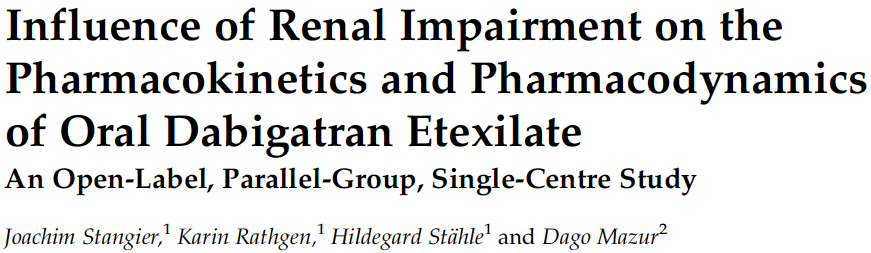 Influence of Renal Impairment on the
Pharmacokinetics and Pharmacodynamics
of Oral Dabigatran Etexilate
An Open-Label, Parallel-Group, Single-Centre Study
Joachim Stangier,¹ Karin Rathgen,¹ Hildegard Stähle¹ and Dago Mazur²